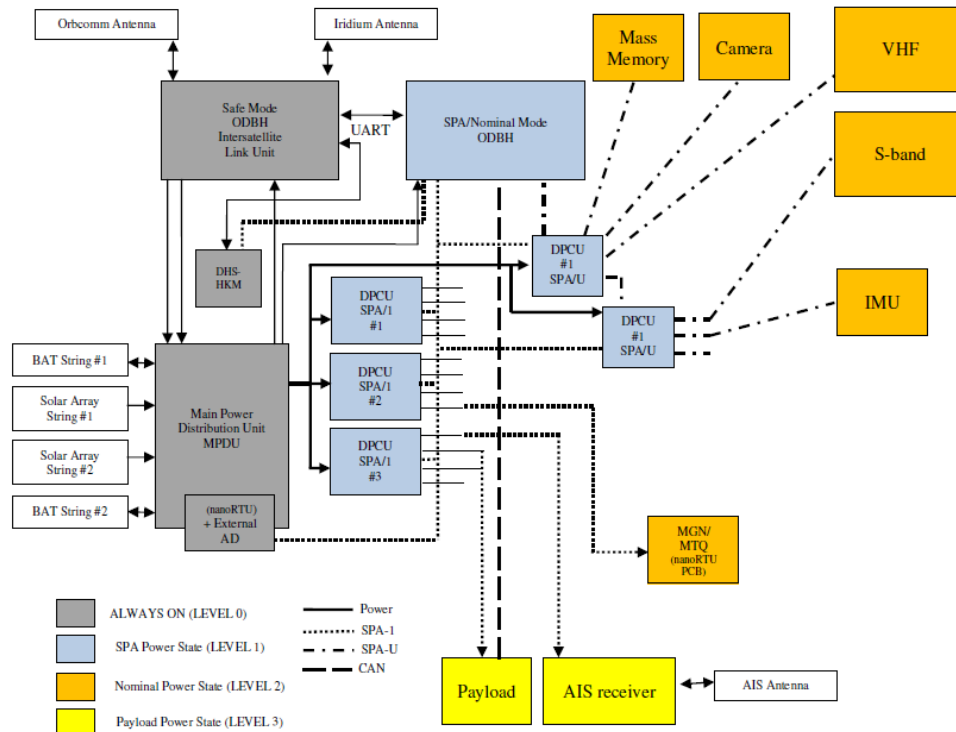 Orbcomm Antenna
Iridium Antenna
Mass
Memory
Camera
VHF
Safe Mode
ODBH
Intersatellite
Link Unit
UART
SPA/Nominal Mode
ODBH
S-band
DHS-
HKM
DPCU
#1
SPA/U
DPCU
SPA/1
#1
DPCU
#1
SPA/U
IMU
BAT String #1
Solar Array
String #1
Solar Array
String #2
BAT String #2
Main Power
Distribution Unit
MPDU
DPCU
SPA/1
#2
DPCU
SPA/1
#3
(nanoRTU)
+ External
AD
MGN/
MTQ
(nanoRTU
PCB)
ALWAYS ON (LEVEL 0)
SPA Power State (LEVEL 1)
Nominal Power State (LEVEL 2)
Payload Power State (LEVEL 3)
Power
SPA-1
SPA-U
CAN
Payload
AIS receiver
AIS Antenna